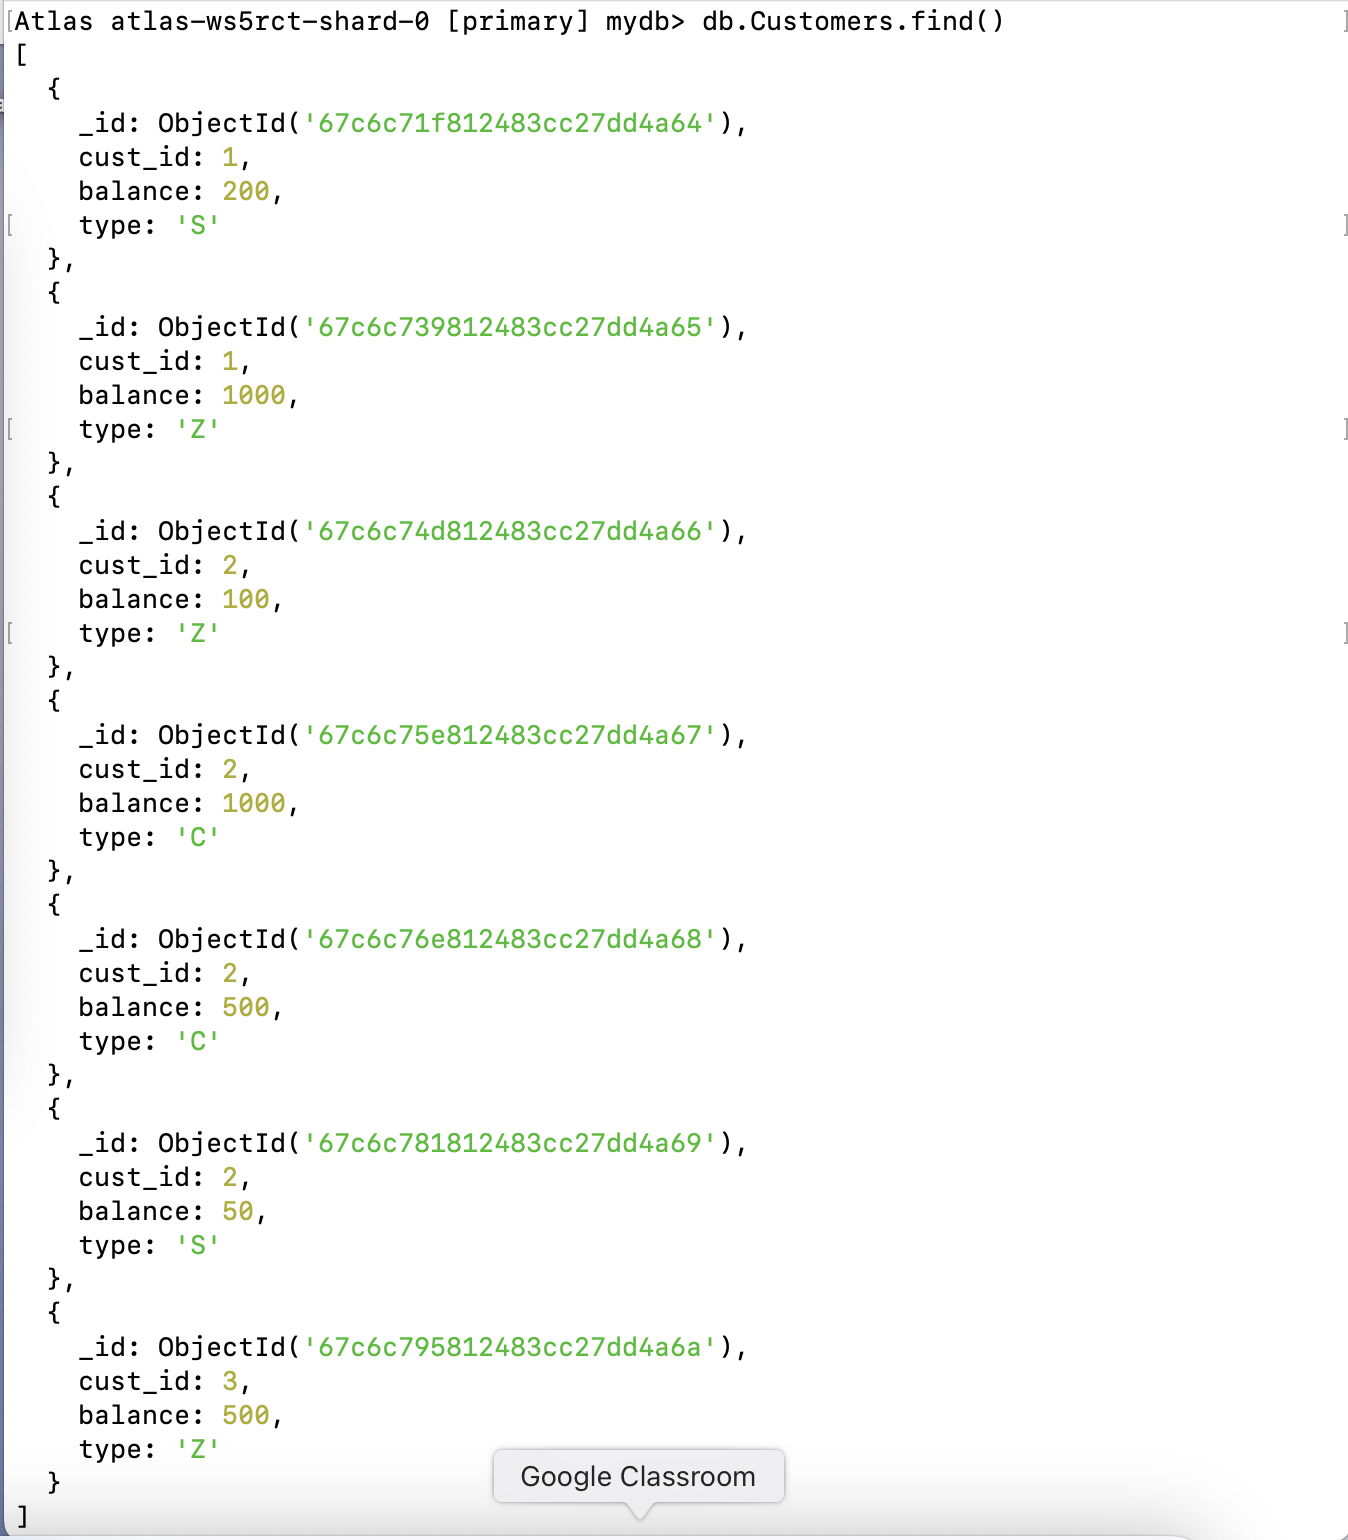 [Atlas atlas-ws5rct-shard-0 [primary] mydb> db.Customers.find() ]
[
  {
    _id: ObjectId('67c6c71f812483cc27dd4a64'),
    cust_id: 1,
    balance: 200,
[   type: 'S' ]
  },
  {
    _id: ObjectId('67c6c739812483cc27dd4a65'),
    cust_id: 1,
    balance: 1000,
[   type: 'Z' ]
  },
  {
    _id: ObjectId('67c6c74d812483cc27dd4a66'),
    cust_id: 2,
    balance: 100,
[   type: 'Z' ]
  },
  {
    _id: ObjectId('67c6c75e812483cc27dd4a67'),
    cust_id: 2,
    balance: 1000,
    type: 'C'
  },
  {
    _id: ObjectId('67c6c76e812483cc27dd4a68'),
    cust_id: 2,
    balance: 500,
    type: 'C'
  },
  {
    _id: ObjectId('67c6c781812483cc27dd4a69'),
    cust_id: 2,
    balance: 50,
    type: 'S'
  },
  {
    _id: ObjectId('67c6c795812483cc27dd4a6a'),
    cust_id: 3,
    balance: 500,
    type: 'Z'
  }
Google Classroom
]